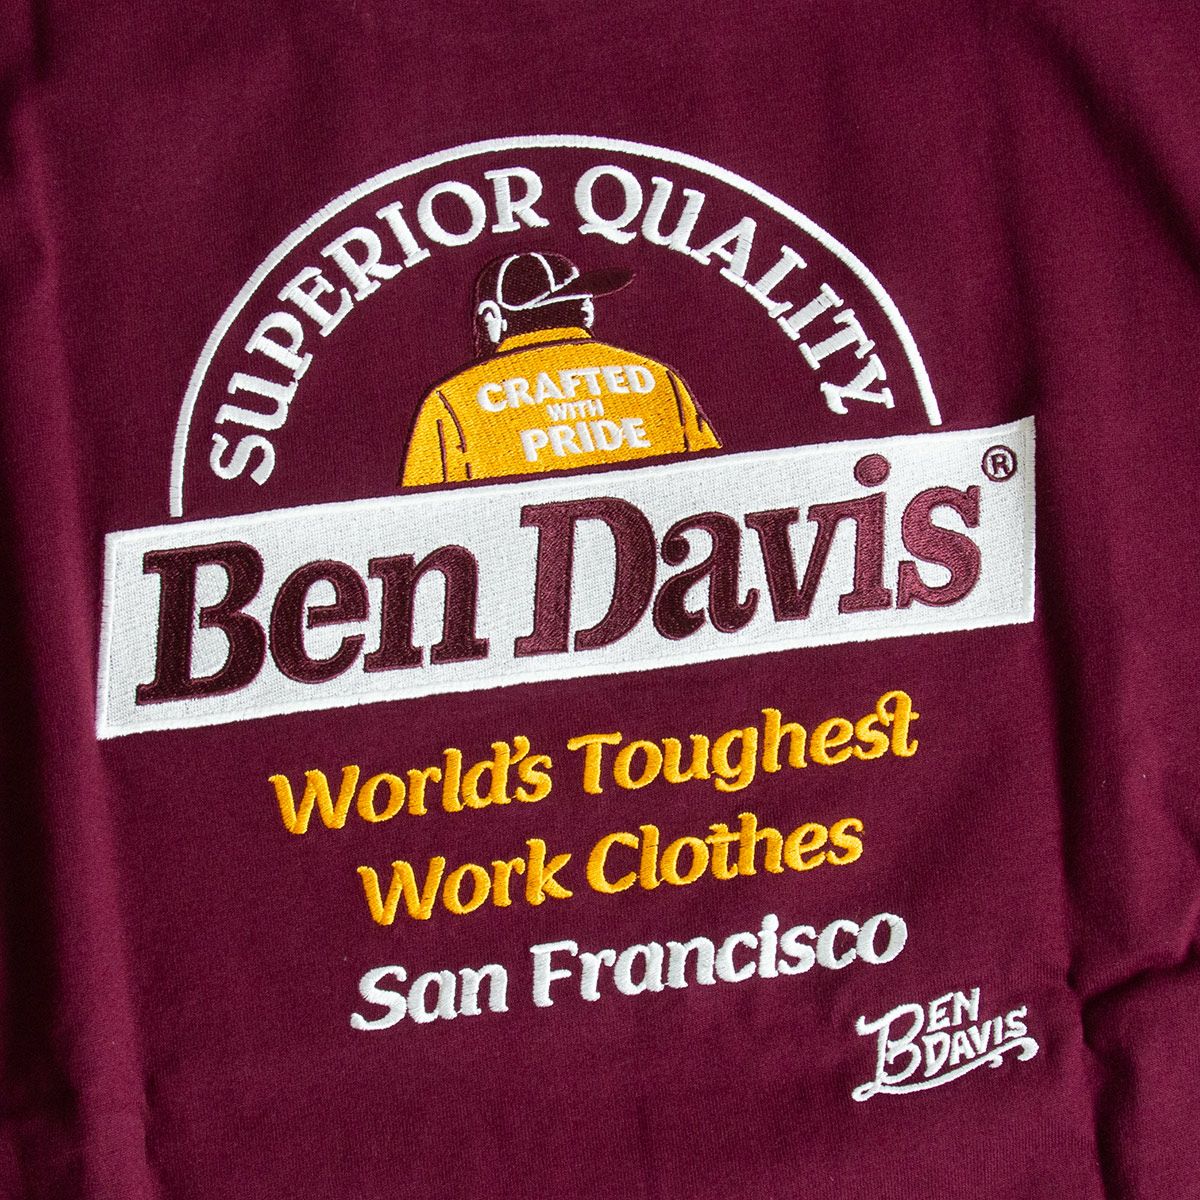 SUPERIOR QUALITY
CRAFTED
WITH
PRIDE
Ben Davis®
World's Toughest
Work Clothes
San Francisco
BEN
DAVIS